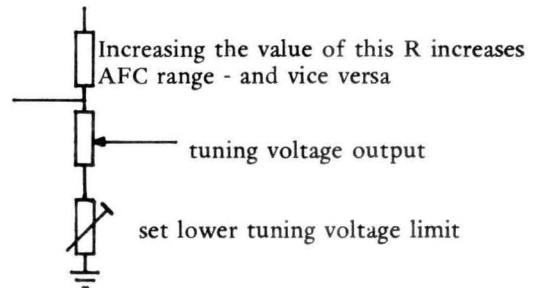 Increasing the value of this R increases
AFC range - and vice versa
tuning voltage output
set lower tuning voltage limit